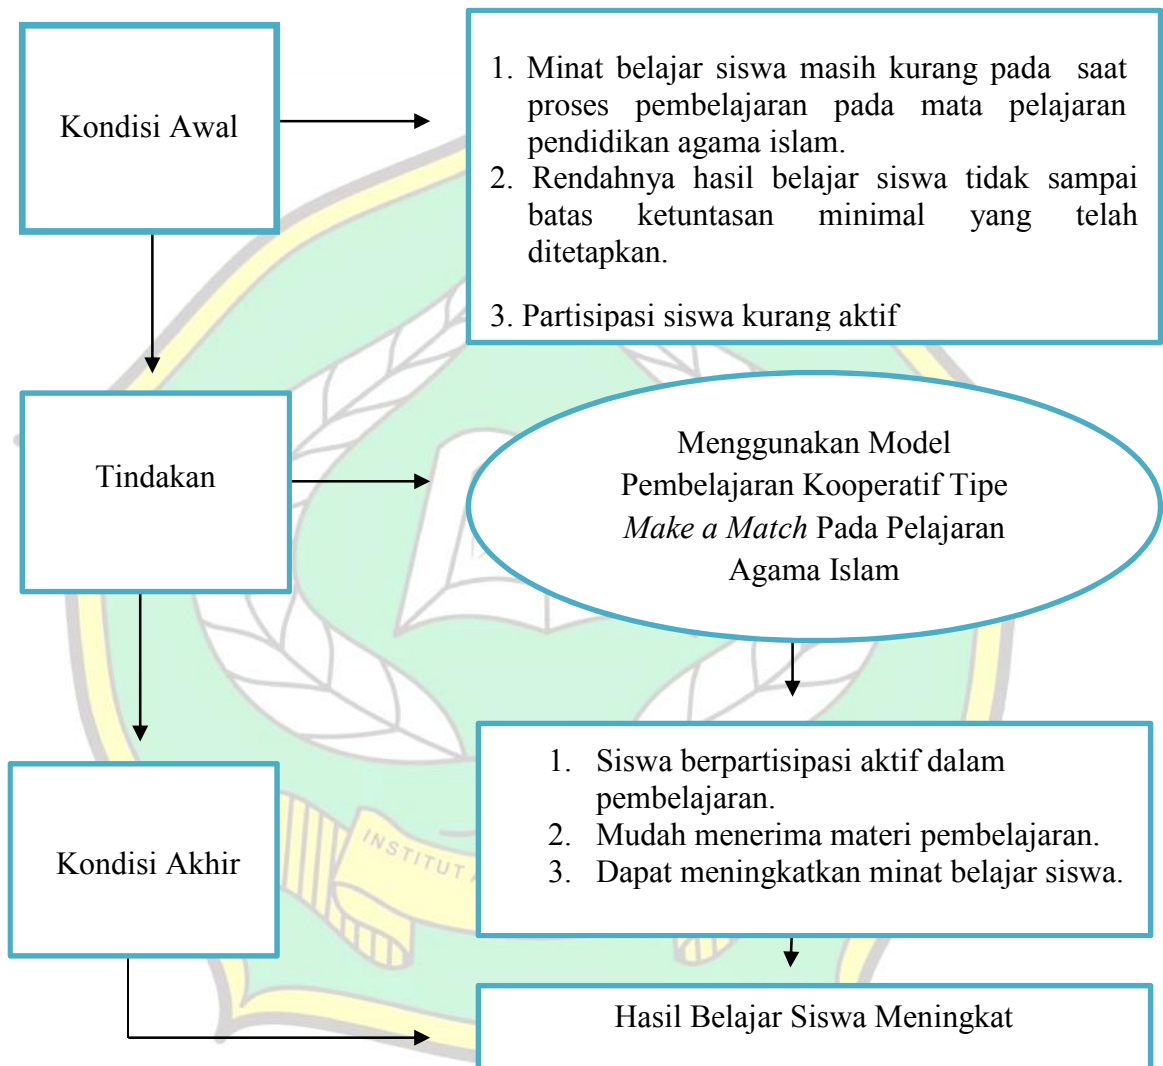 Kondisi Awal
1. Minat belajar siswa masih kurang pada saat
proses pembelajaran pada mata pelajaran
pendidikan agama islam.
2. Rendahnya hasil belajar siswa tidak sampai
batas ketuntasan minimal yang telah
ditetapkan.
3. Partisipasi siswa kurang aktif
Tindakan
Menggunakan Model
Pembelajaran Kooperatif Tipe
Make a Match Pada Pelajaran
Agama Islam
Kondisi Akhir
1. Siswa berpartisipasi aktif dalam
pembelajaran.
2. Mudah menerima materi pembelajaran.
3. Dapat meningkatkan minat belajar siswa.
INSTITUT
Hasil Belajar Siswa Meningkat